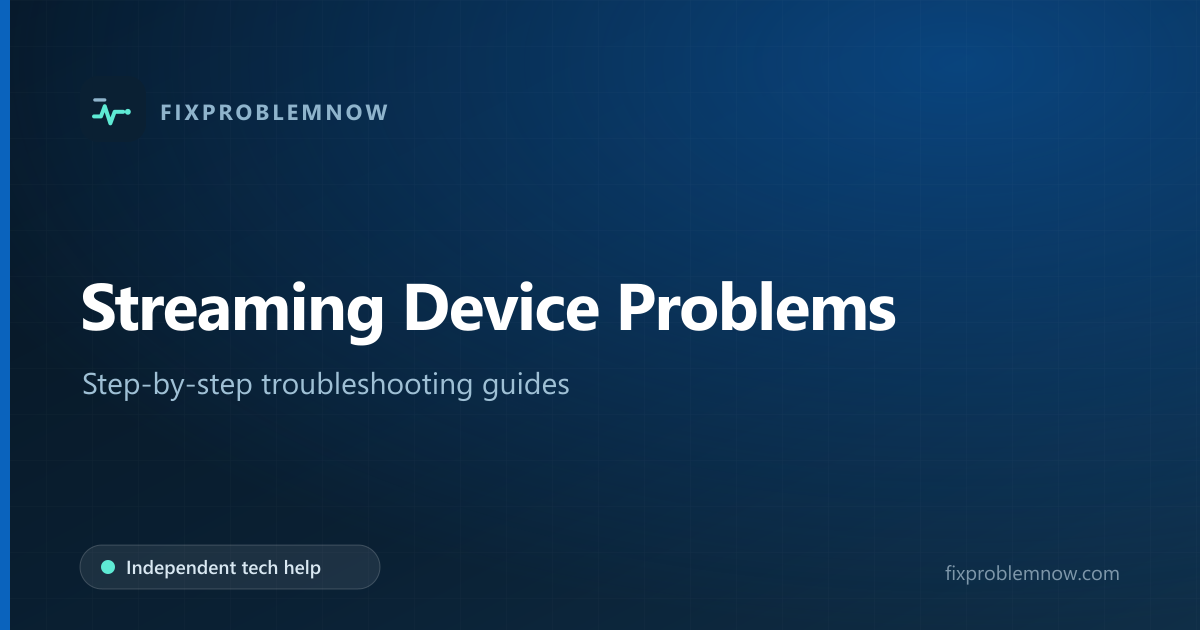 FIXPROBLEMNOW
Streaming Device Problems
Step-by-step troubleshooting guides
Independent tech help
fixproblemnow.com